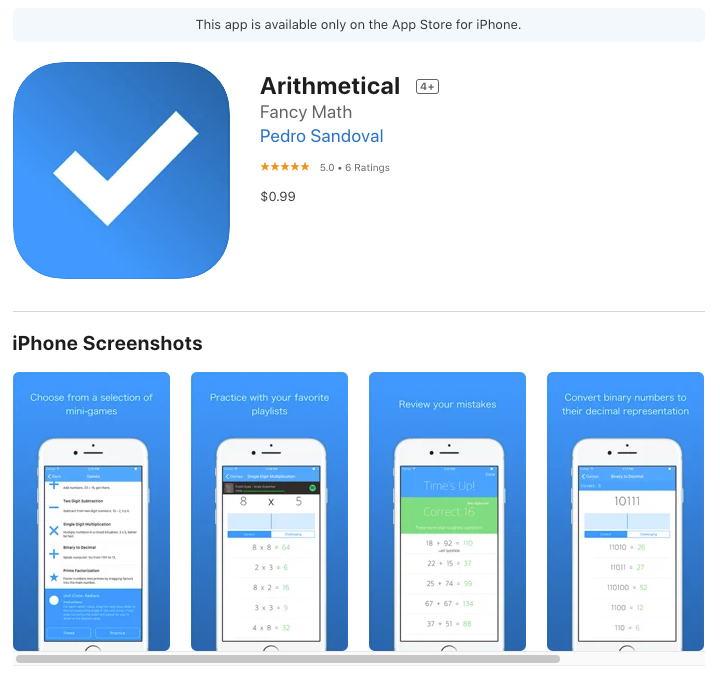 This app is available only on the App Store for iPhone.
Arithmetical 4+
Fancy Math
Pedro Sandoval
★★★★★ 5.0 • 6 Ratings
$0.99
iPhone Screenshots
Choose from a selection of
mini-games
Games
Two Digit Subtraction
Single Digit Multiplication
Binary to Decimal
Prime Factorization
Unit Circle: Radians
Practice
Practice with your favorite
playlists
Games Single Digit Multiplication
8 x 5
Correct Challenging
8 x 8 = 64
2 x 3 = 6
8 x 2 = 16
3 x 3 = 9
4 x 8 = 32
Review your mistakes
Time's Up!
Correct 16
18 + 92 = 110
22 + 15 = 37
25 + 74 = 99
67 + 67 = 134
37 + 51 = 88
Convert binary numbers to
their decimal representation
Games Binary to Decimal
10111
Correct Challenging
11010 = 26
11011 = 27
110100 = 52
1100 = 12
110 = 6